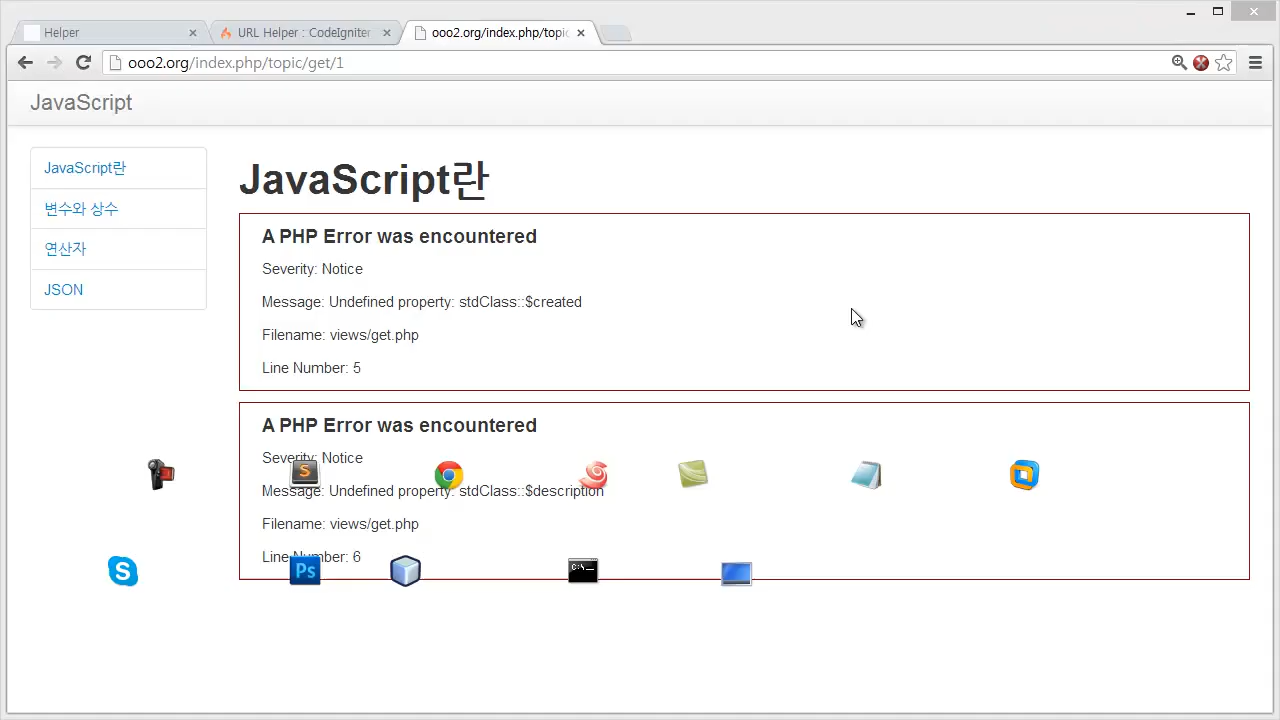 Helper
URL Helper : CodeIgniter
ooo2.org/index.php/topic
ooo2.org/index.php/topic/get/1
JavaScript
JavaScript란
변수와 상수
연산자
JSON
JavaScript란
A PHP Error was encountered
Severity: Notice
Message: Undefined property: stdClass::$created
Filename: views/get.php
Line Number: 5
A PHP Error was encountered
Severity: Notice
Message: Undefined property: stdClass::$description
Filename: views/get.php
Line Number: 6
S
S
Ps
C:\